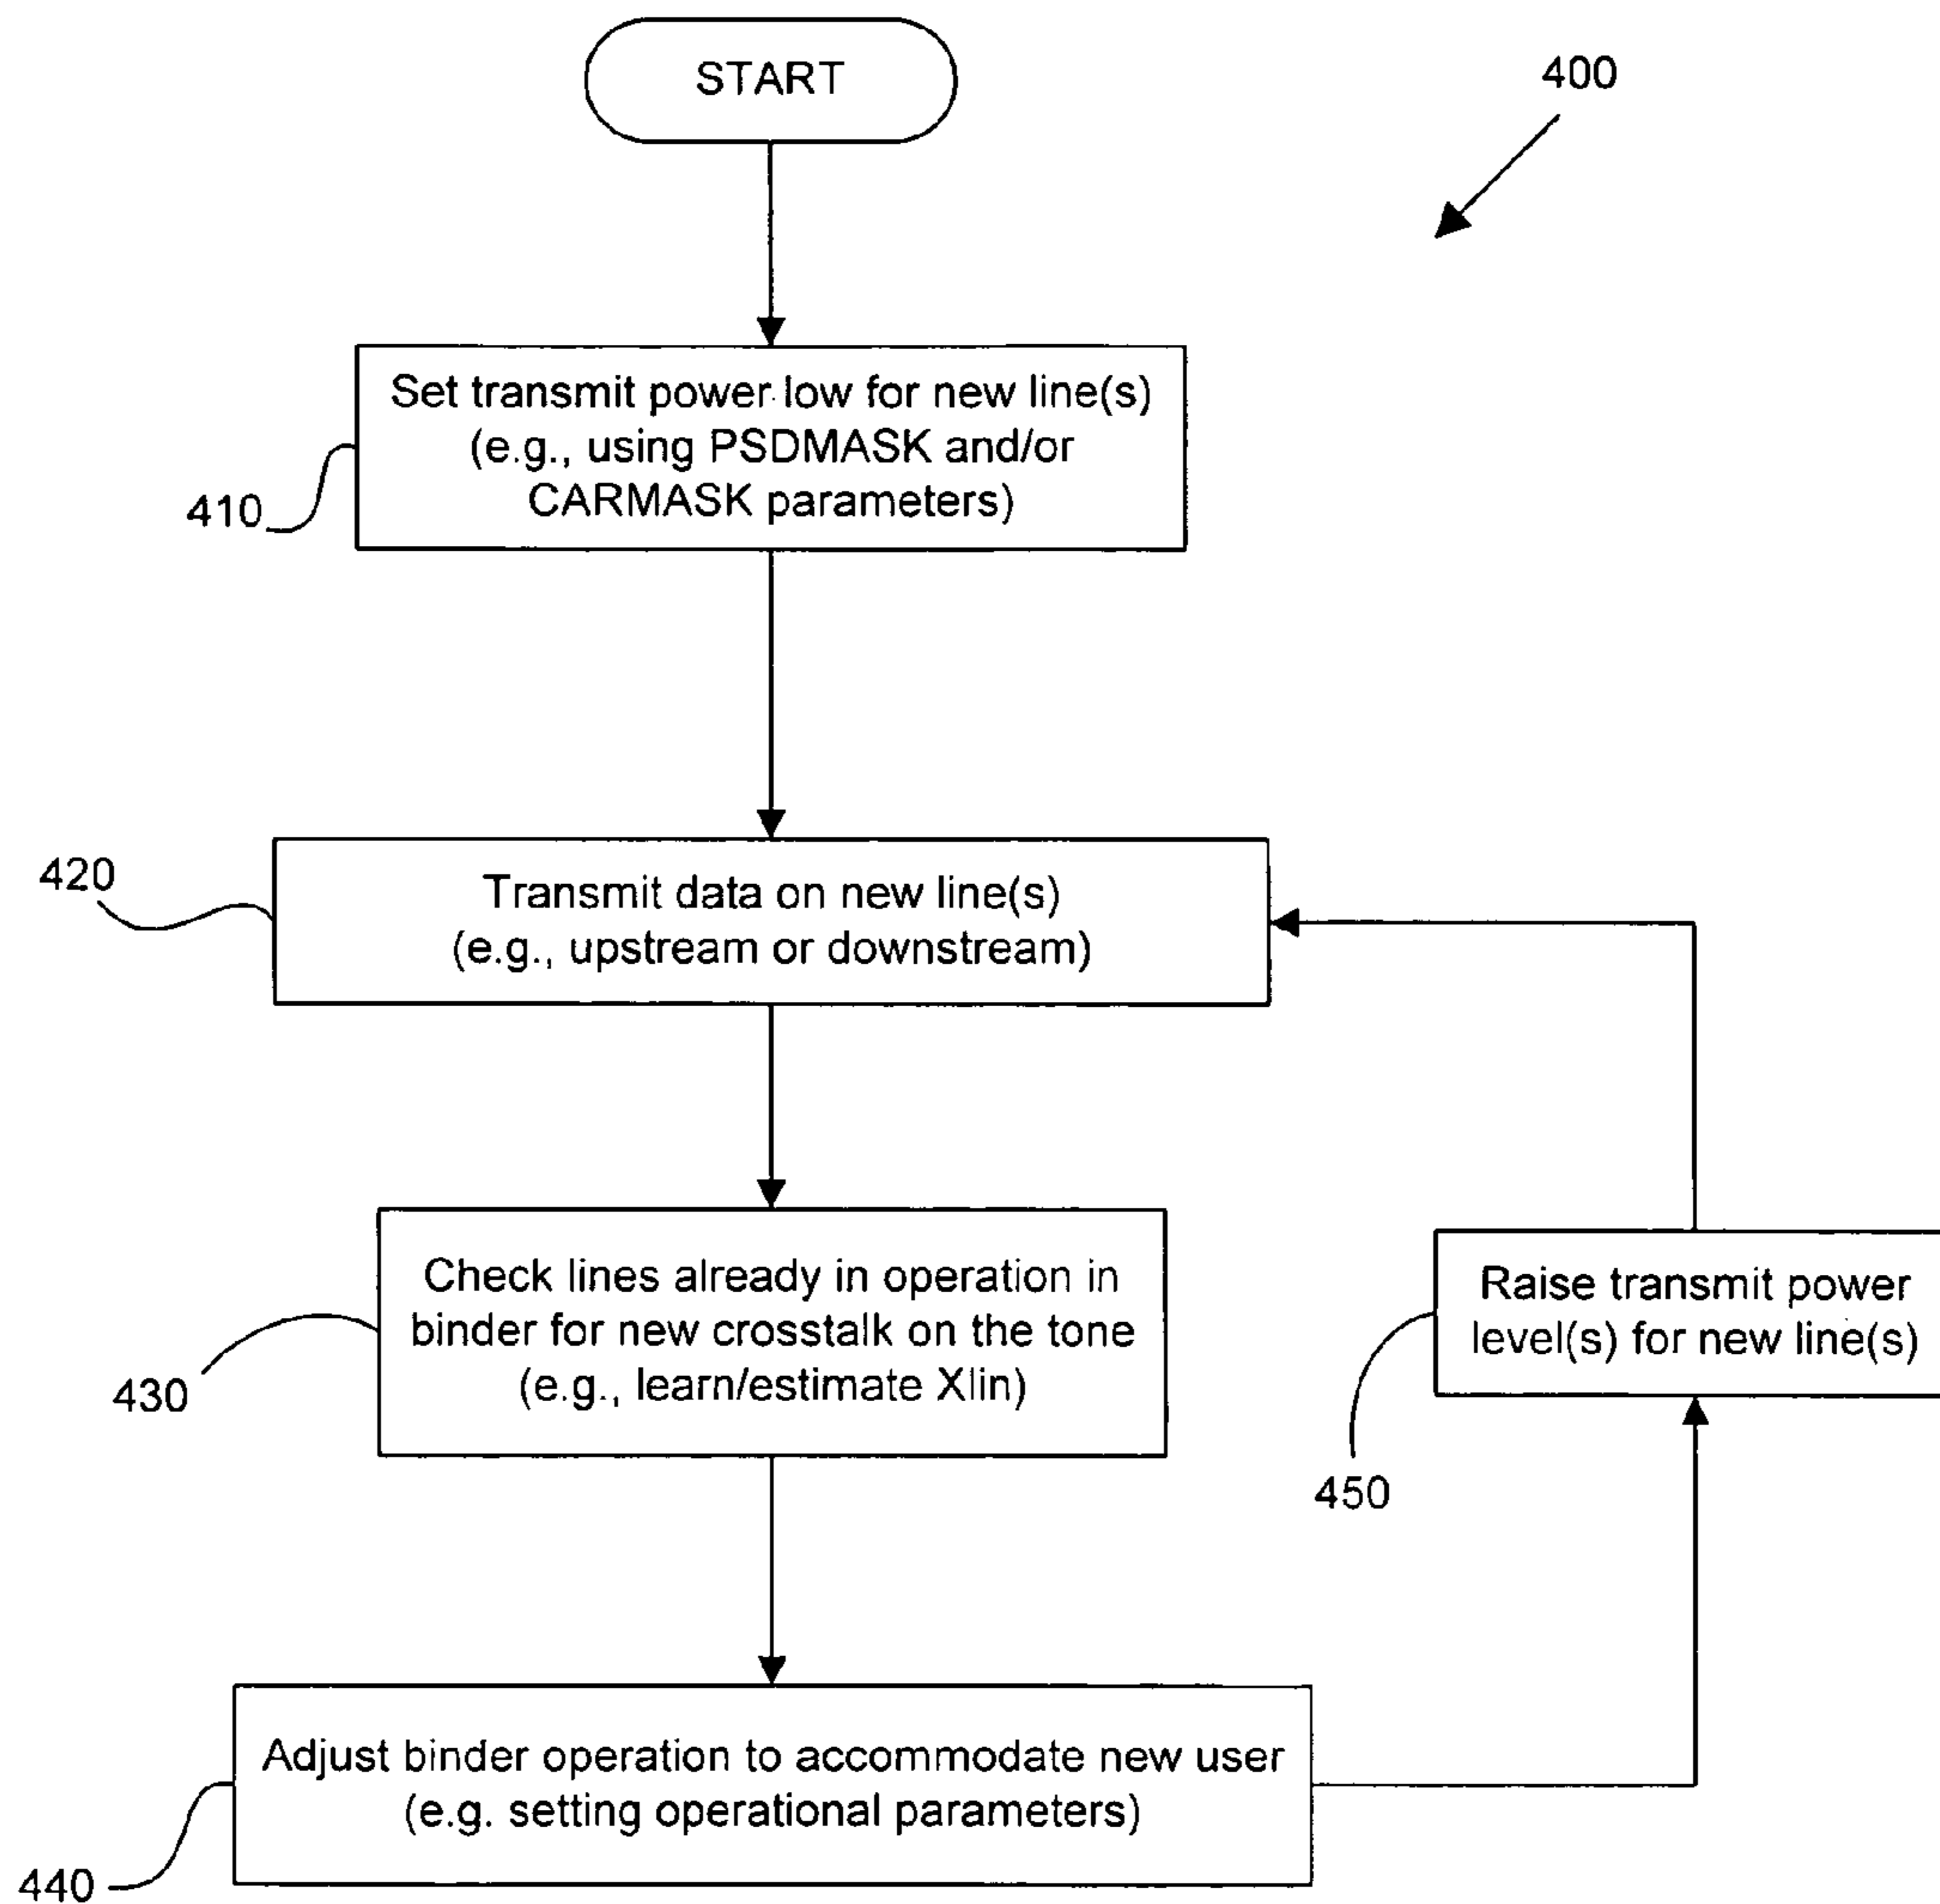 START
400
Set transmit power low for new line(s)
(e.g., using PSDMASK and/or
CARMASK parameters)
410
420
Transmit data on new line(s)
(e.g., upstream or downstream)
Check lines already in operation in
binder for new crosstalk on the tone
(e.g., learn/estimate Xlin)
430
Raise transmit power
level(s) for new line(s)
450
Adjust binder operation to accommodate new user
(e.g. setting operational parameters)
440